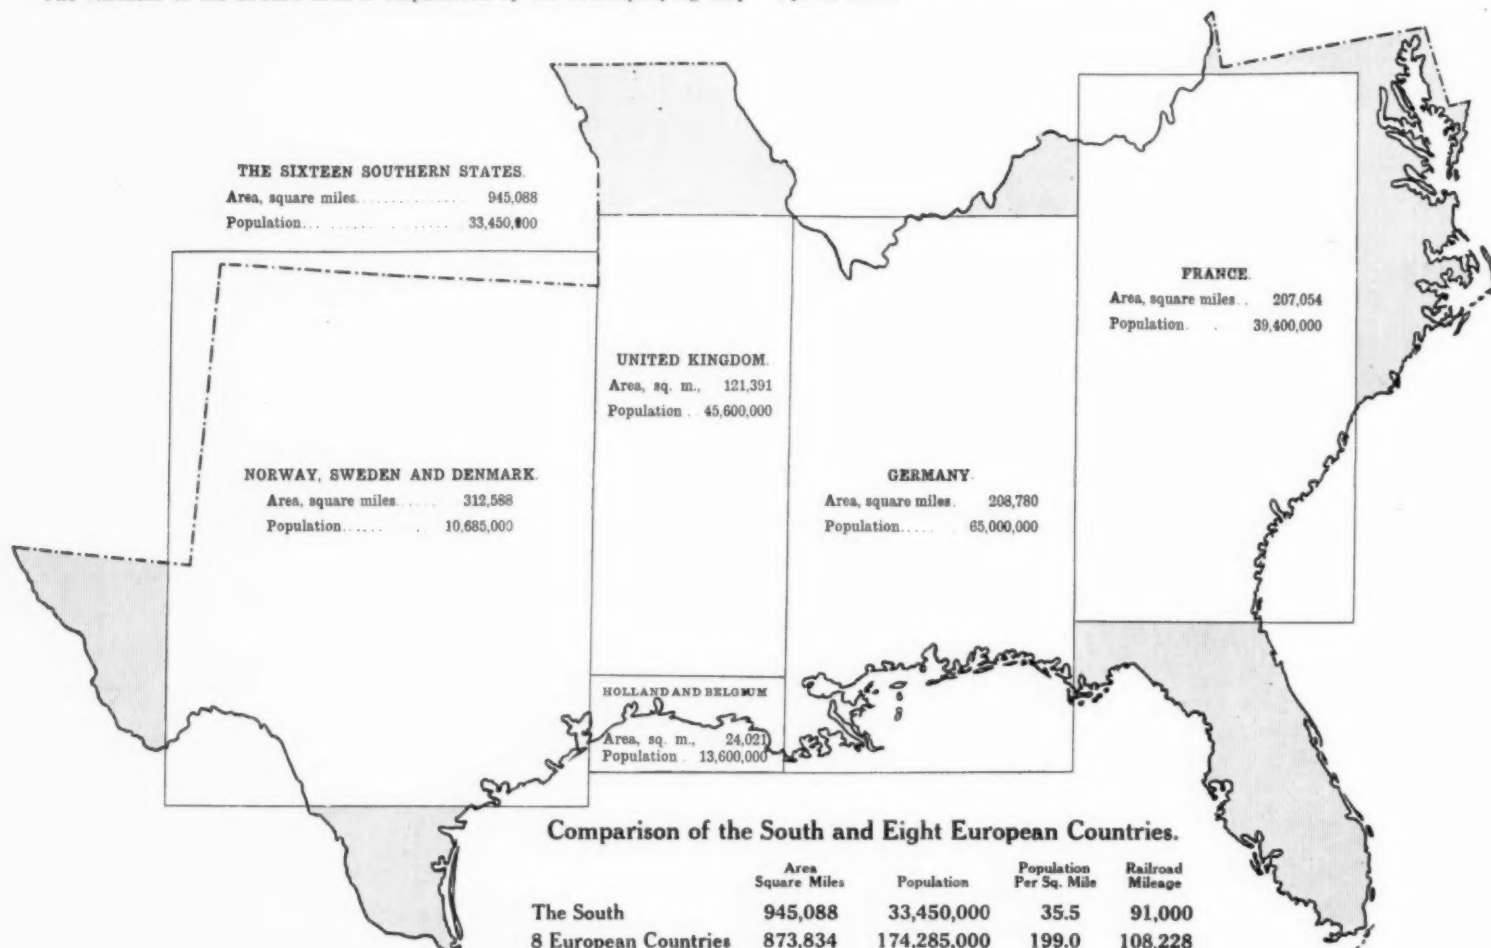 THE SIXTEEN SOUTHERN STATES.
Area, square miles................ 945,088
Population... ................ 33,450,000
FRANCE.
Area, square miles.. 207,054
Population. . 39,400,000
UNITED KINGDOM.
Area, sq. m., 121,391
Population . 45,600,000
NORWAY, SWEDEN AND DENMARK.
Area, square miles...... 312,588
Population...... .. 10,685,000
GERMANY.
Area, square miles. 208,780
Population..... 65,000,000
HOLLAND AND BELGIUM
Area, sq. m., 24,021
Population . 13,600,000
Comparison of the South and Eight European Countries.
Area Square Miles Population Population Per Sq. Mile Railroad Mileage
The South 945,088 33,450,000 35.5 91,000
8 European Countries 873,834 174,285,000 199.0 108,228